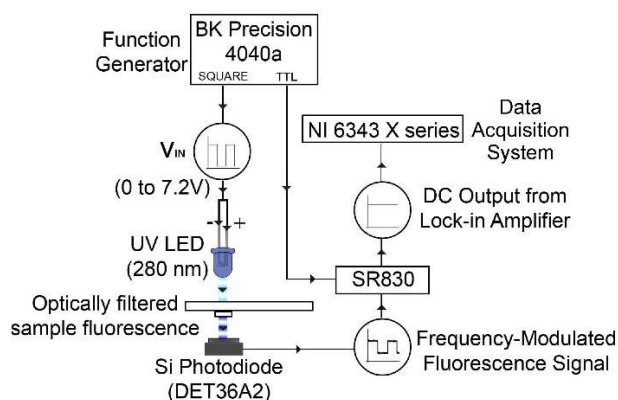 Function
Generator
BK Precision
4040a
SQUARE TTL
VIN
(0 to 7.2V)
- +
UV LED
(280 nm)
Optically filtered
sample fluorescence
Si Photodiode
(DET36A2)
NI 6343 X series
Data
Acquisition
System
DC Output from
Lock-in Amplifier
SR830
Frequency-Modulated
Fluorescence Signal